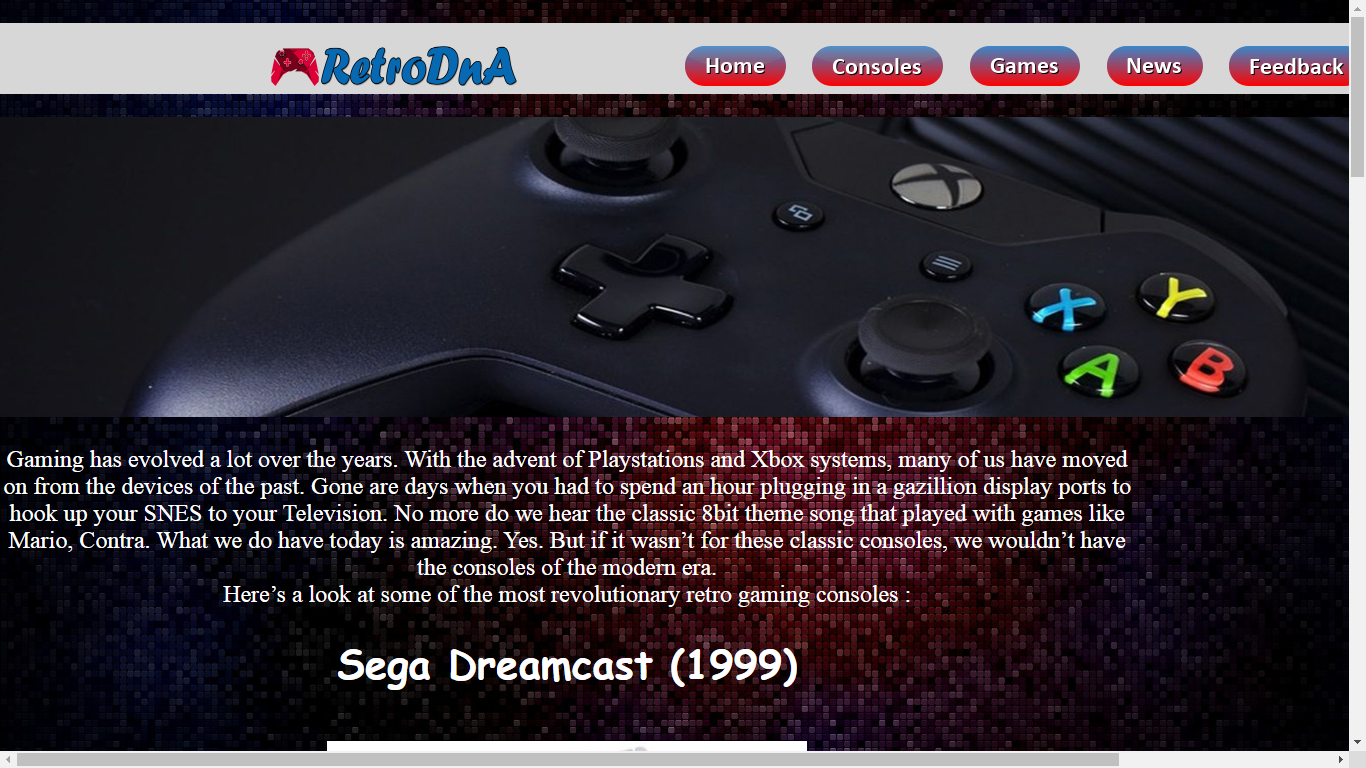 RetroDnA
Home Consoles Games News Feedback
X Y
A B
Gaming has evolved a lot over the years. With the advent of Playstations and Xbox systems, many of us have moved
on from the devices of the past. Gone are days when you had to spend an hour plugging in a gazillion display ports to
hook up your SNES to your Television. No more do we hear the classic 8bit theme song that played with games like
Mario, Contra. What we do have today is amazing. Yes. But if it wasn’t for these classic consoles, we wouldn’t have
the consoles of the modern era.
Here’s a look at some of the most revolutionary retro gaming consoles :
Sega Dreamcast (1999)